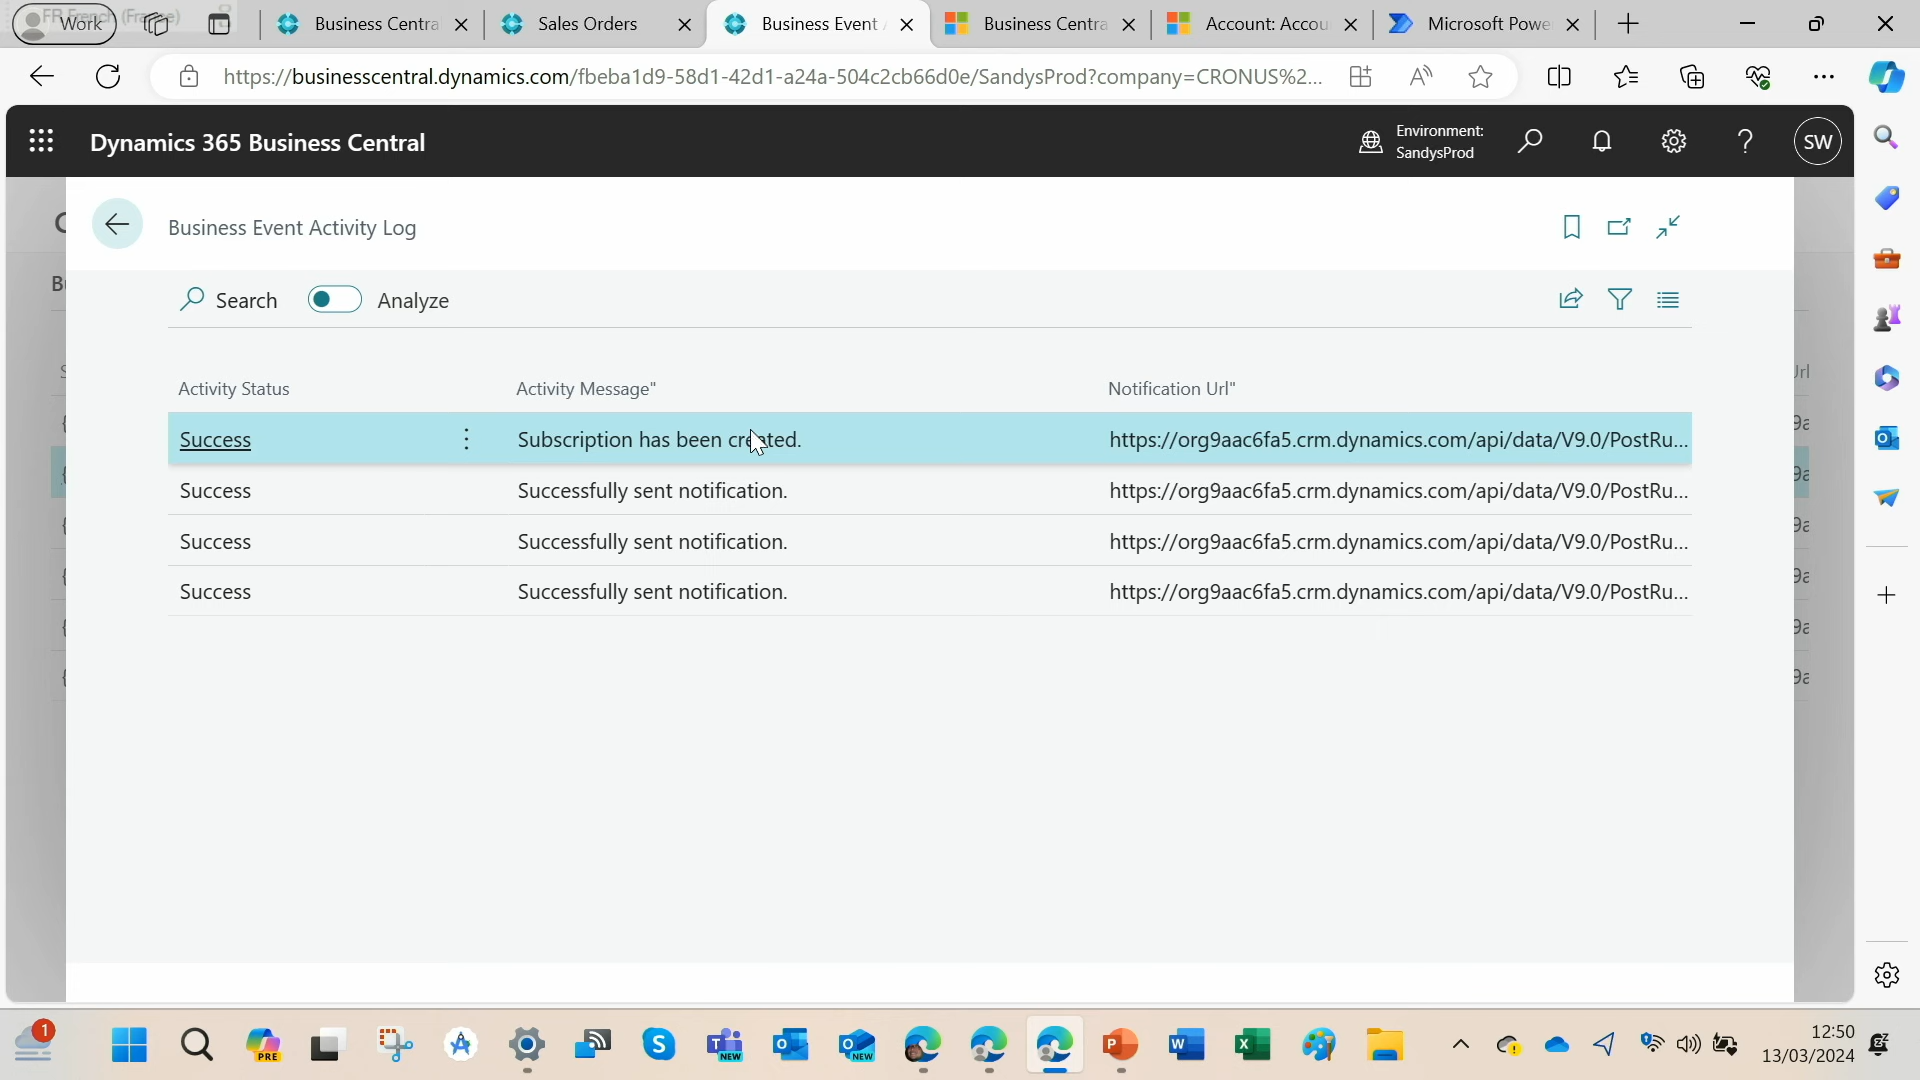 Work
Business Centra
Sales Orders
Business Event
Business Centra
Account: Accou
Microsoft Powe
https://businesscentral.dynamics.com/fbeba1d9-58d1-42d1-a24a-504c2cb66d0e/SandysProd?company=CRONUS%2...
Dynamics 365 Business Central
Environment:
SandysProd
SW
Business Event Activity Log
Search
Analyze
Activity Status Activity Message" Notification Url"
Success Subscription has been created. https://org9aac6fa5.crm.dynamics.com/api/data/V9.0/PostRu...
Success Successfully sent notification. https://org9aac6fa5.crm.dynamics.com/api/data/V9.0/PostRu...
Success Successfully sent notification. https://org9aac6fa5.crm.dynamics.com/api/data/V9.0/PostRu...
Success Successfully sent notification. https://org9aac6fa5.crm.dynamics.com/api/data/V9.0/PostRu...
1
PRE
NEW
NEW
12:50
13/03/2024